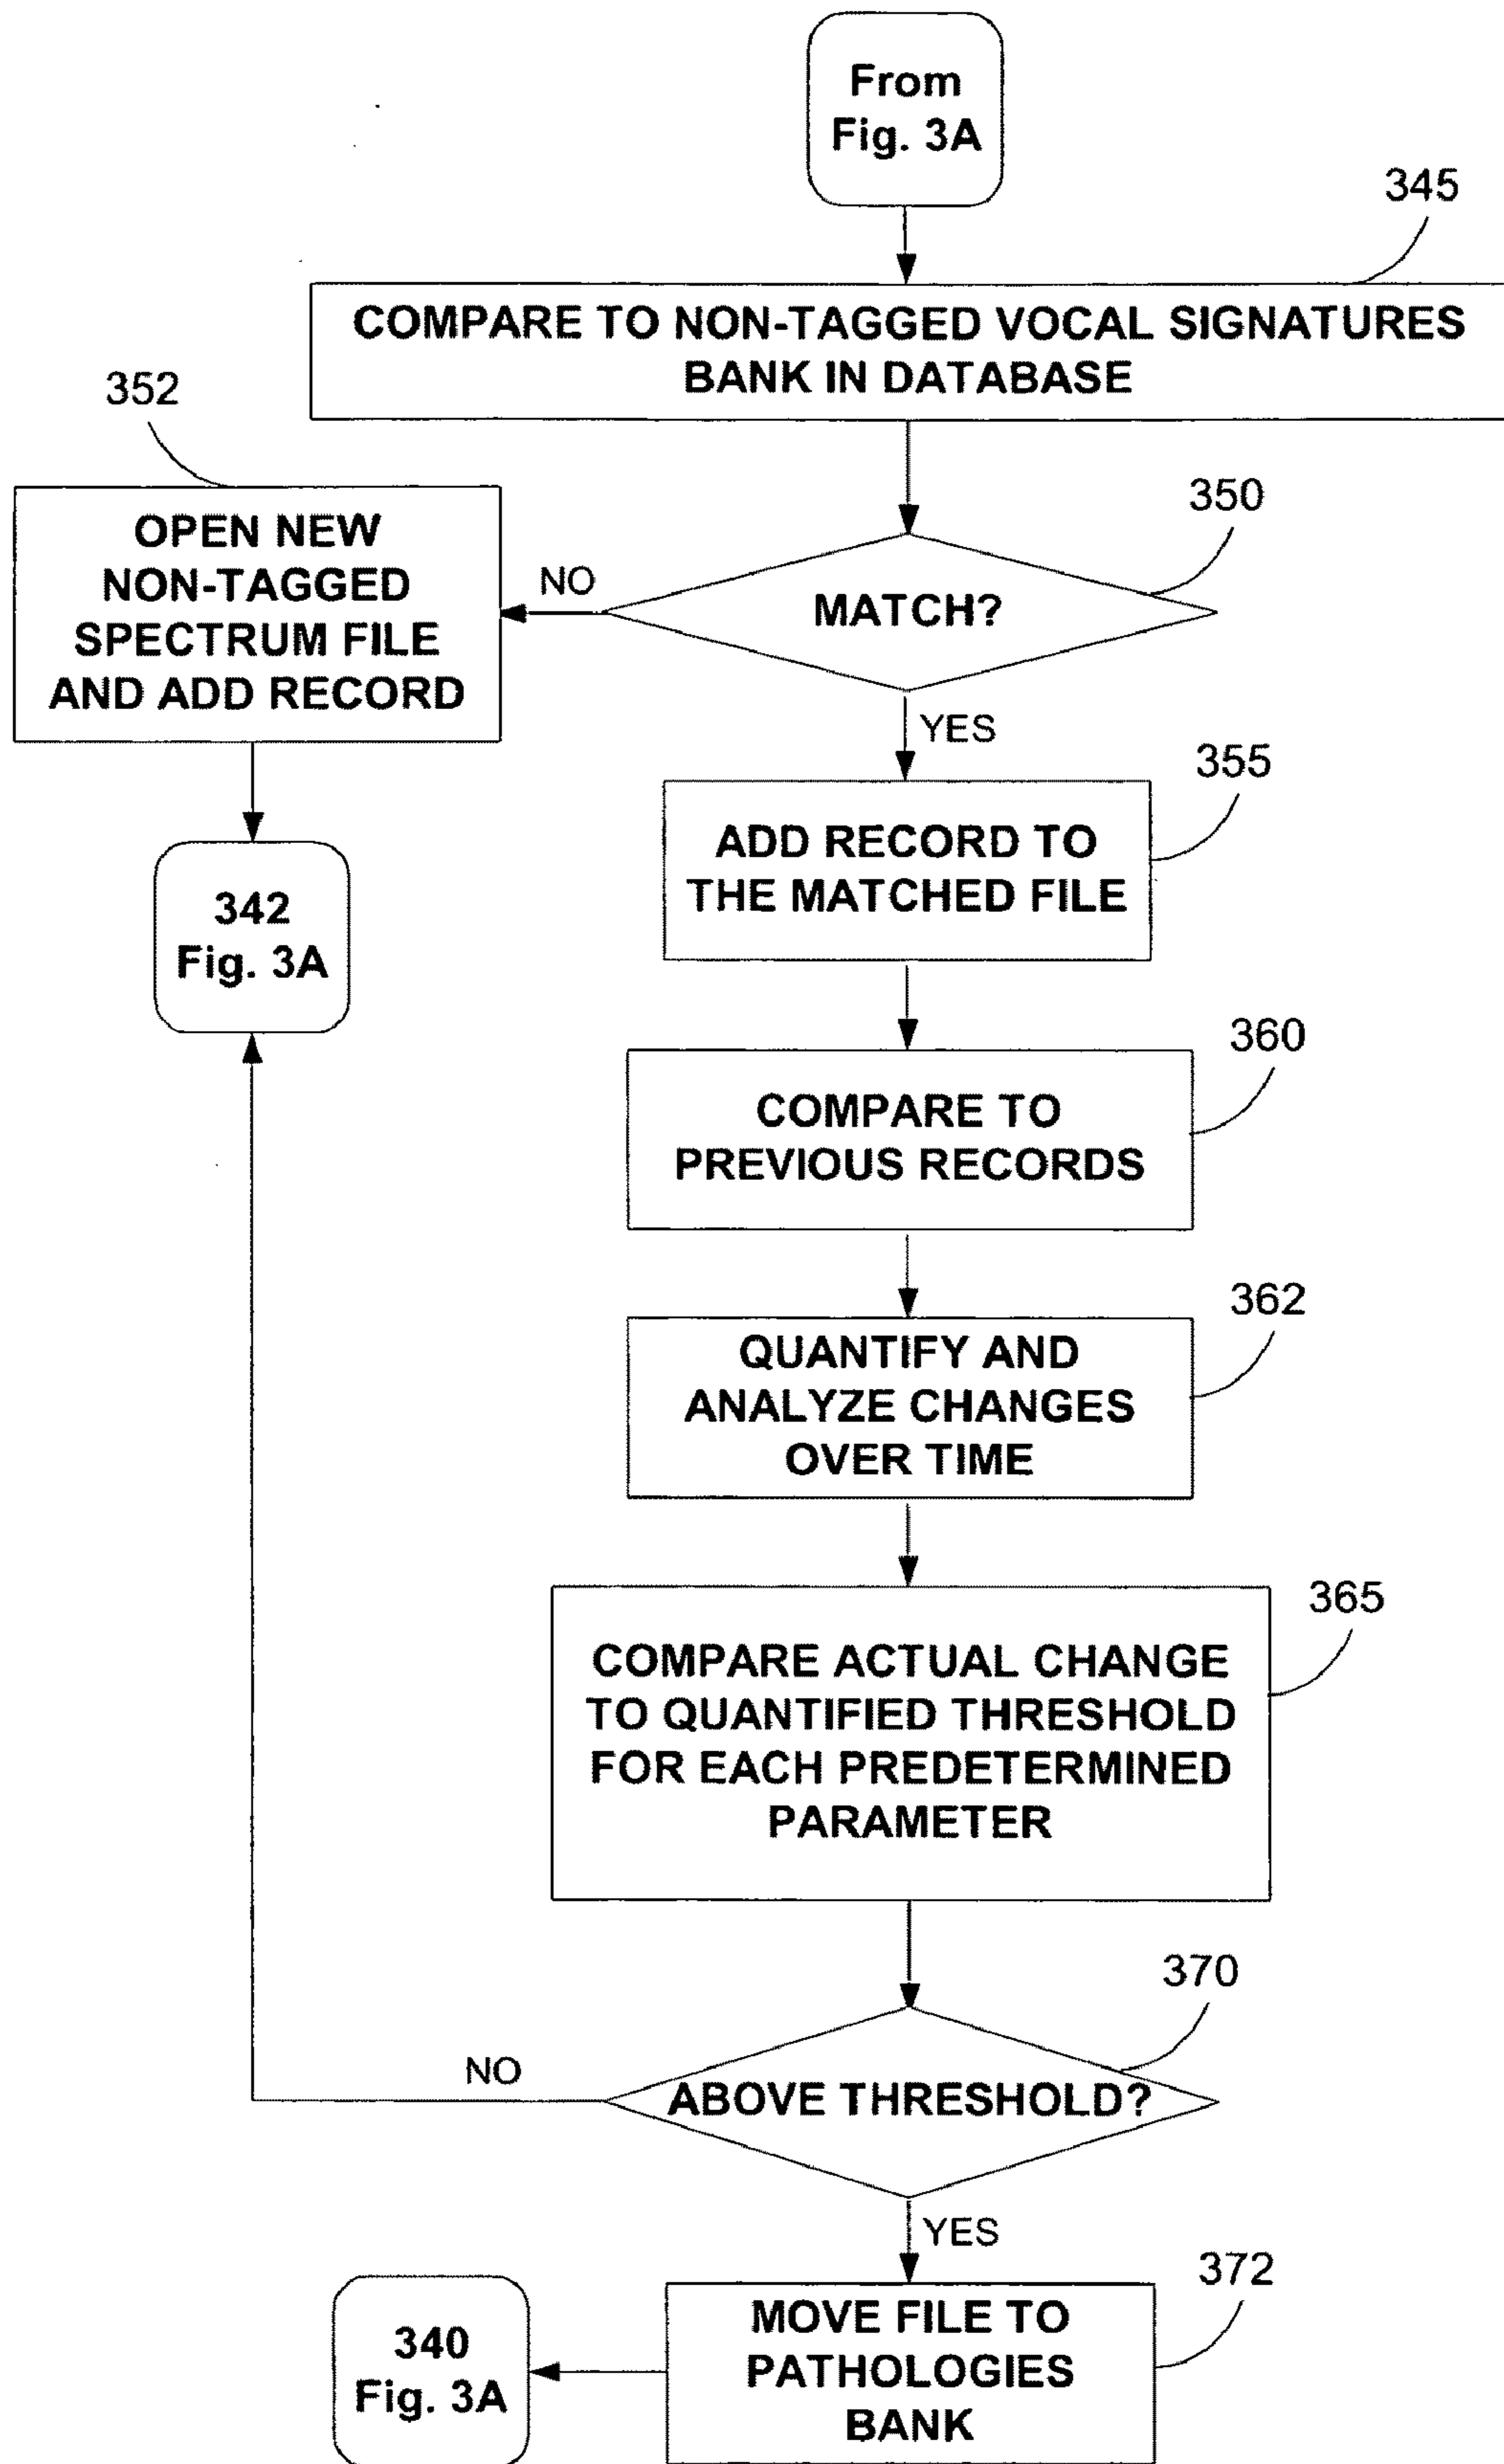 From
Fig. 3A
345
COMPARE TO NON-TAGGED VOCAL SIGNATURES
BANK IN DATABASE
352
OPEN NEW
NON-TAGGED
SPECTRUM FILE
AND ADD RECORD
NO
350
MATCH?
YES
342
Fig. 3A
355
ADD RECORD TO
THE MATCHED FILE
360
COMPARE TO
PREVIOUS RECORDS
362
QUANTIFY AND
ANALYZE CHANGES
OVER TIME
365
COMPARE ACTUAL CHANGE
TO QUANTIFIED THRESHOLD
FOR EACH PREDETERMINED
PARAMETER
370
NO
ABOVE THRESHOLD?
YES
372
MOVE FILE TO
PATHOLOGIES
BANK
340
Fig. 3A